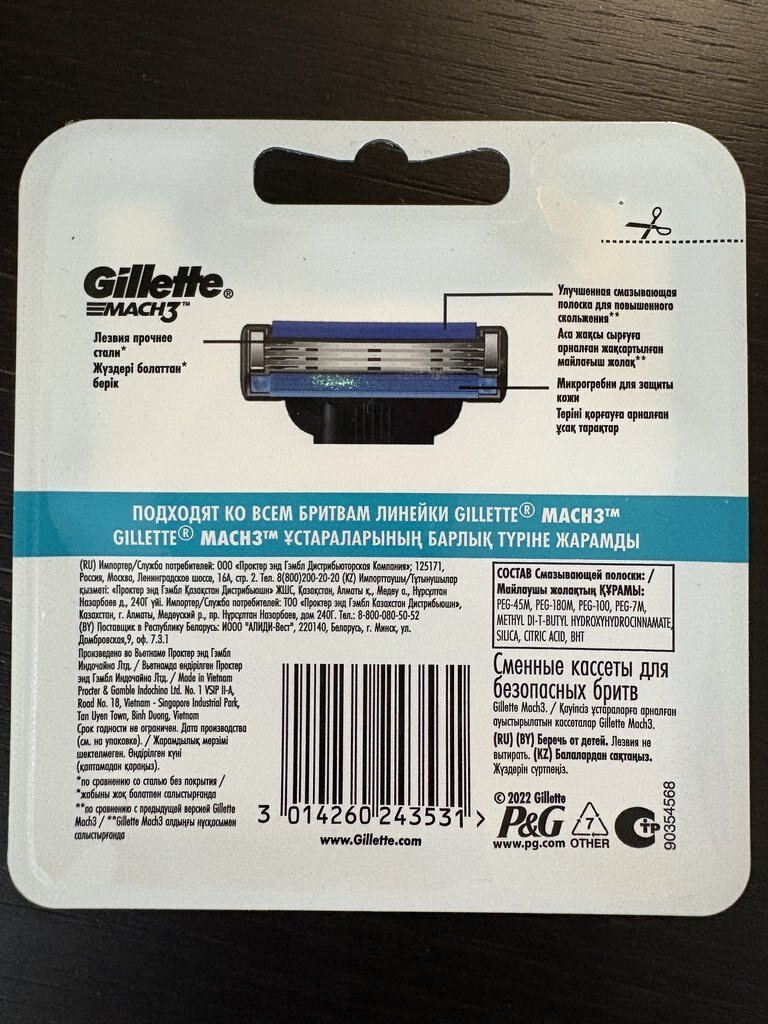 Gillette®
MACH3™
Лезвия прочнее
стали*
Жүздері болаттан*
берік
Улучшенная смазывающая
полоска для повышенного
скольжения**
Аса жақсы сырғуға
арналған жақсартылған
майлағыш жолақ**
Микрогребни для защиты
кожи
Теріні қорғауға арналған
ұсақ тарақтар
ПОДХОДЯТ КО ВСЕМ БРИТВАМ ЛИНЕЙКИ GILLETTE® MACH3™
GILLETTE® MACH3™ ҰСТАРАЛАРЫНЫҢ БАРЛЫҚ ТҮРІНЕ ЖАРАМДЫ
(RU) Импортер/Служба потребителей: ООО «Проктер энд Гэмбл Дистрибьюторская Компания»; 125171,
Россия, Москва, Ленинградское шоссе, 16А, стр. 2. Тел. 8(800)200-20-20 (KZ) Импорттаушы/Тұтынушылар
қызметі: «Проктер энд Гэмбл Қазақстан Дистрибьюшн» ЖШС, Қазақстан, Алматы қ., Медеу а., Нұрсұлтан
Назарбаев д., 240Г үйі. Импортер/Служба потребителей: ТОО «Проктер энд Гэмбл Казахстан Дистрибьюшн»,
Казахстан, г. Алматы, Медеуский р., пр. Нурсултан Назарбаев, дом 240Г. Тел.: 8-800-080-50-52
(BY) Поставщик в Республику Беларусь: ИООО "АЛИДИ-Вест", 220140, Беларусь, г. Минск, ул.
Домбровская,9, оф. 7.3.1
Произведено во Вьетнаме Проктер энд Гэмбл
Индочайна Лтд. / Вьетнамда өндірілген Проктер
энд Гэмбл Индочайна Лтд. / Made in Vietnam
Procter & Gamble Indochina Ltd. No. 1 VSIP II-A,
Road No. 18, Vietnam - Singapore Industrial Park,
Tan Uyen Town, Binh Duong, Vietnam
Срок годности не ограничен. Дата производства
(см. на упаковке). / Жарамдылық мерзімі
шектелмеген. Өндірілген күні
(қаптамадан қараңыз).
*по сравнению со сталью без покрытия /
*жабыны жоқ болатпен салыстырғанда
**по сравнению с предыдущей версией Gillette
Mach3 / **Gillette Mach3 алдыңғы нұсқасымен
салыстырғанда
3 014260 243531 >
www.Gillette.com
СОСТАВ Смазывающей полоски: /
Майлаушы жолақтың ҚҰРАМЫ:
PEG-45M, PEG-180M, PEG-100, PEG-7M,
METHYL DI-T-BUTYL HYDROXYHYDROCINNAMATE,
SILICA, CITRIC ACID, BHT
Сменные кассеты для
безопасных бритв
Gillette Mach3. / Қауіпсіз ұстараларға арналған
ауыстырылатын кассеталар Gillette Mach3.
(RU) (BY) Беречь от детей. Лезвия не
вытирать. (KZ) Балалардан сақтаңыз.
Жүздерін сүртпеңіз.
© 2022 Gillette
P&G
www.pg.com
7
OTHER
СТР
90354568